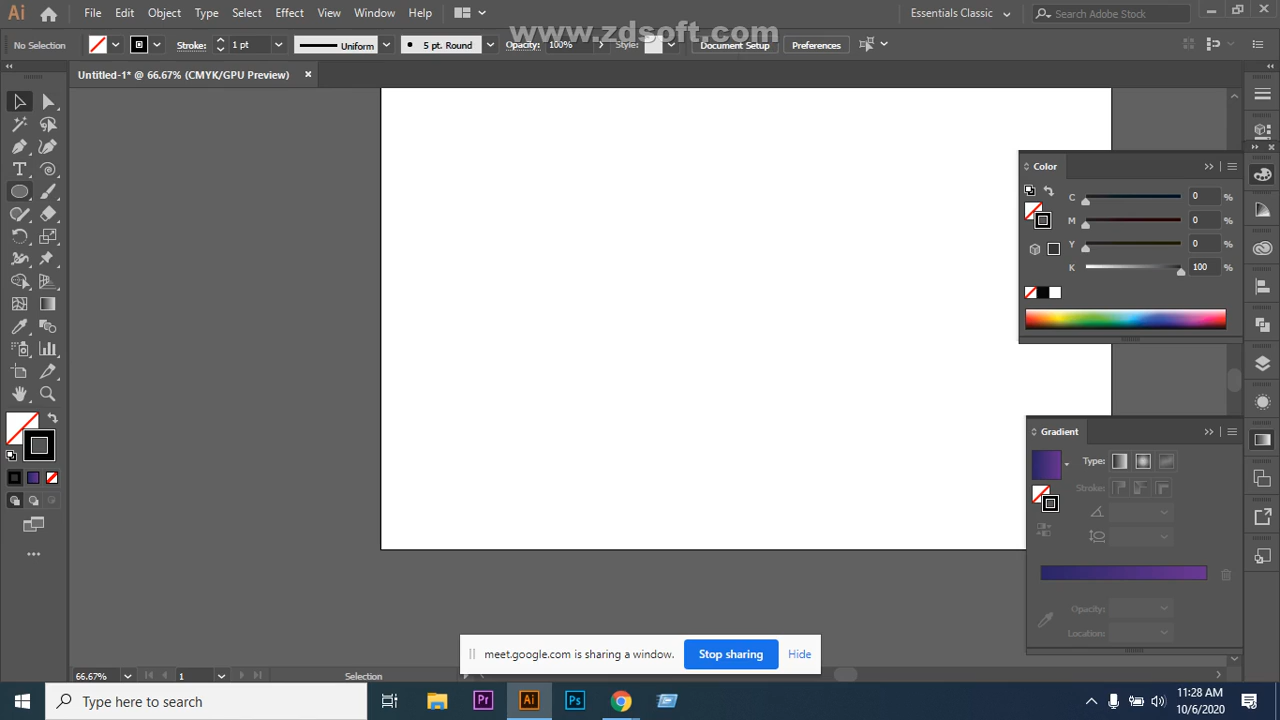 Ai File Edit Object Type Select Effect View Window Help Essentials Classic Search Adobe Stock
www.zdsoft.com
No Selection Stroke: 1 pt Uniform 5 pt. Round Opacity: 100% Style: Document Setup Preferences
Untitled-1* @ 66.67% (CMYK/GPU Preview)
Color
C 0 %
M 0 %
Y 0 %
K 100 %
Gradient
Type:
Stroke:
Opacity:
Location:
meet.google.com is sharing a window. Stop sharing Hide
66.67% 1 Selection
Type here to search Pr Ai Ps 11:28 AM
10/6/2020